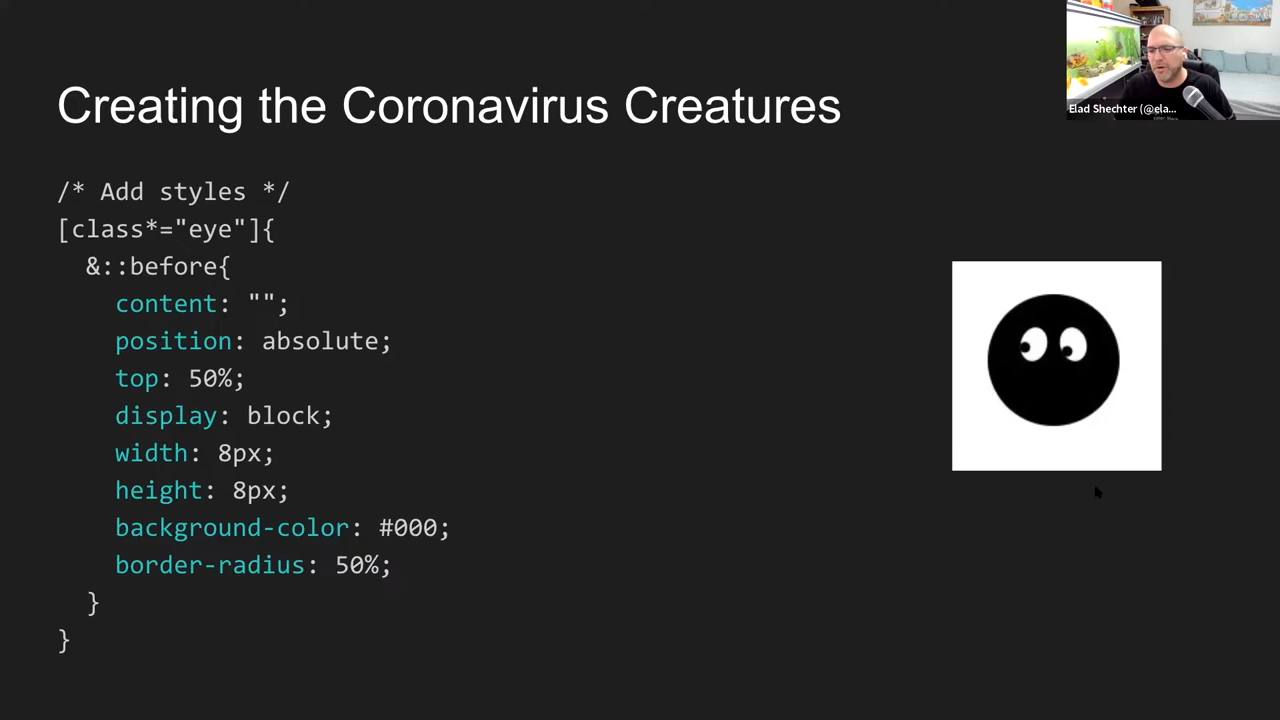 Creating the Coronavirus Creatures
Elad Shechter (@ela...
/* Add styles */
[class*="eye"]{
&::before{
content: "";
position: absolute;
top: 50%;
display: block;
width: 8px;
height: 8px;
background-color: #000;
border-radius: 50%;
}
}